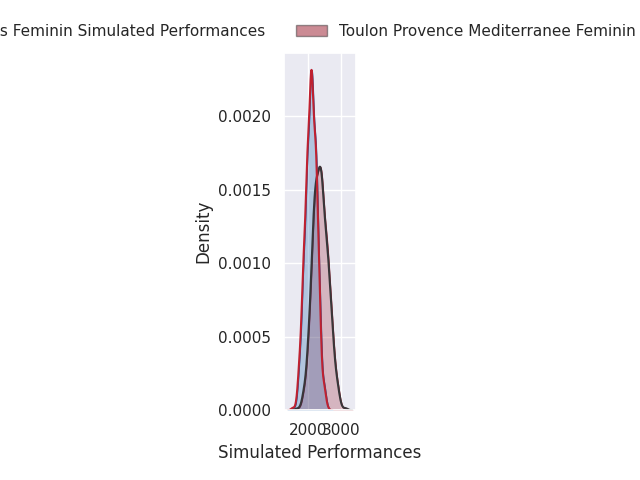 s Feminin Simulated Performances Toulon Provence Mediterranee Feminin
0.0020
0.0015
0.0010
0.0005
0.0000
Density
2000 3000
Simulated Performances